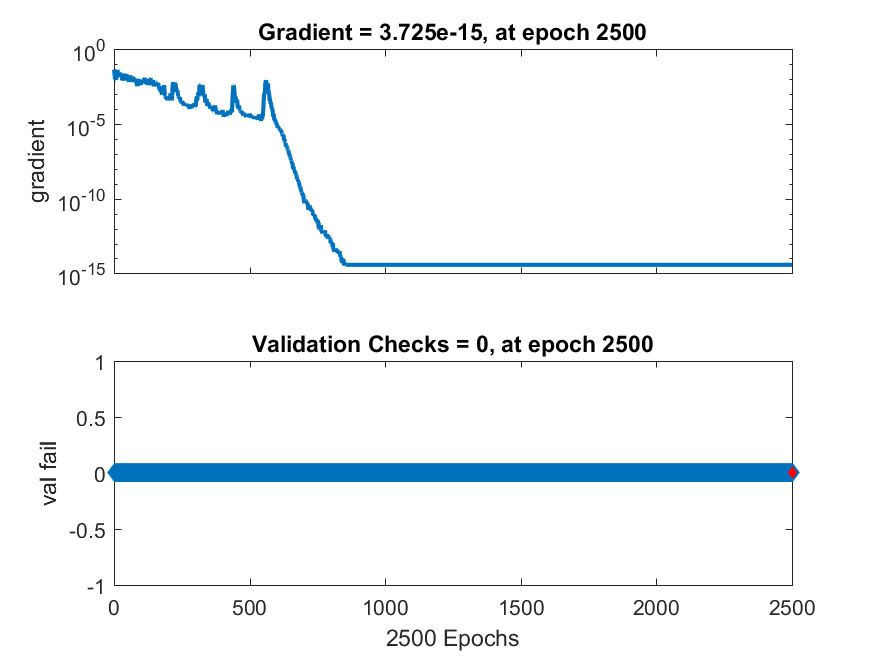 Gradient = 3.725e-15, at epoch 2500
10^0
10^-5
10^-10
10^-15
gradient
Validation Checks = 0, at epoch 2500
1
0.5
0
-0.5
-1
val fail
0 500 1000 1500 2000 2500
2500 Epochs